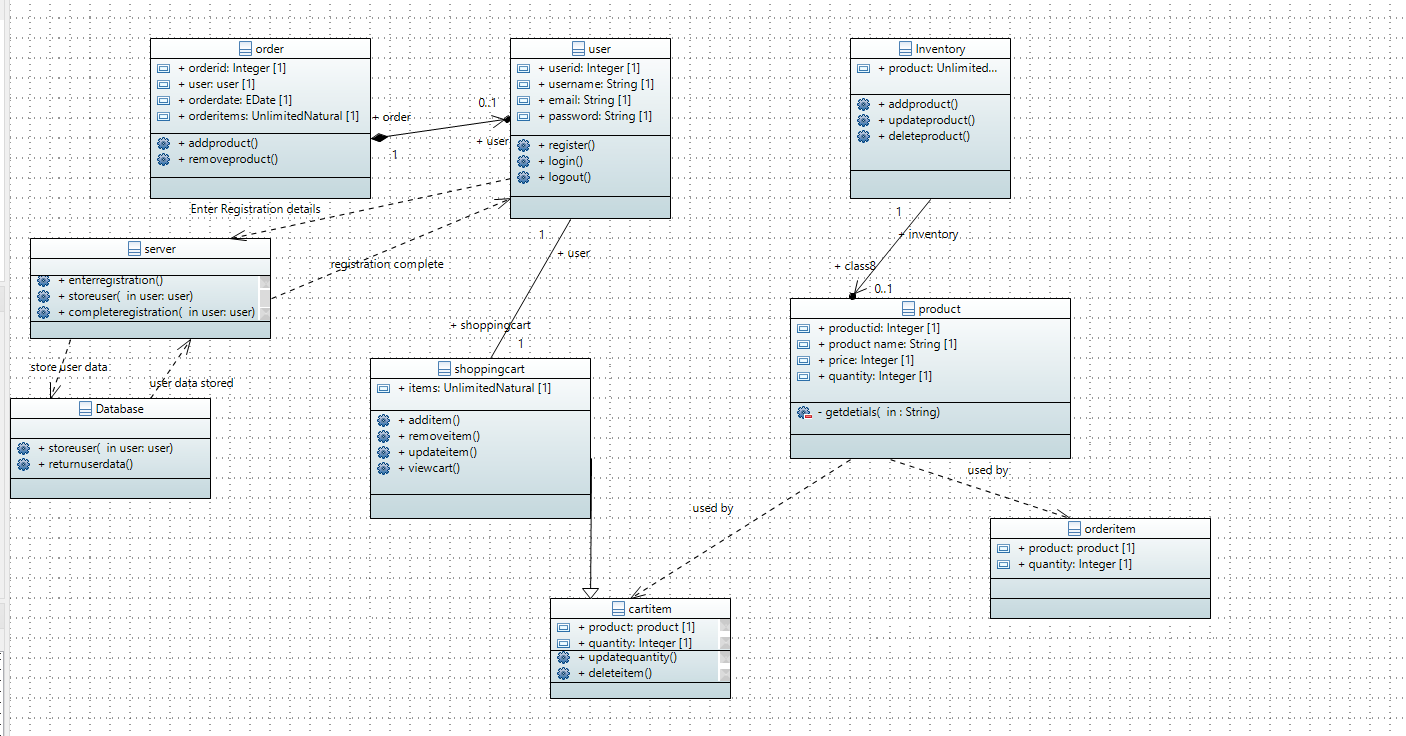 order
+ orderid: Integer [1]
+ user: user [1]
+ orderdate: EDate [1]
+ orderitems: UnlimitedNatural [1]
+ addproduct()
+ removeproduct()
+ order
1
0..1
+ user
user
+ userid: Integer [1]
+ username: String [1]
+ email: String [1]
+ password: String [1]
+ register()
+ login()
+ logout()
Inventory
+ product: Unlimited...
+ addproduct()
+ updateproduct()
+ deleteproduct()
Enter Registration details
registration complete
server
+ enterregistration()
+ storeuser( in user: user)
+ completeregistration( in user: user)
1
+ user
+ shoppingcart
1
1
+ inventory
+ class8
0..1
store user data
user data stored
Database
+ storeuser( in user: user)
+ returnuserdata()
shoppingcart
+ items: UnlimitedNatural [1]
+ additem()
+ removeitem()
+ updateitem()
+ viewcart()
product
+ productid: Integer [1]
+ product name: String [1]
+ price: Integer [1]
+ quantity: Integer [1]
- getdetials( in : String)
used by
used by
orderitem
+ product: product [1]
+ quantity: Integer [1]
cartitem
+ product: product [1]
+ quantity: Integer [1]
+ updatequantity()
+ deleteitem()